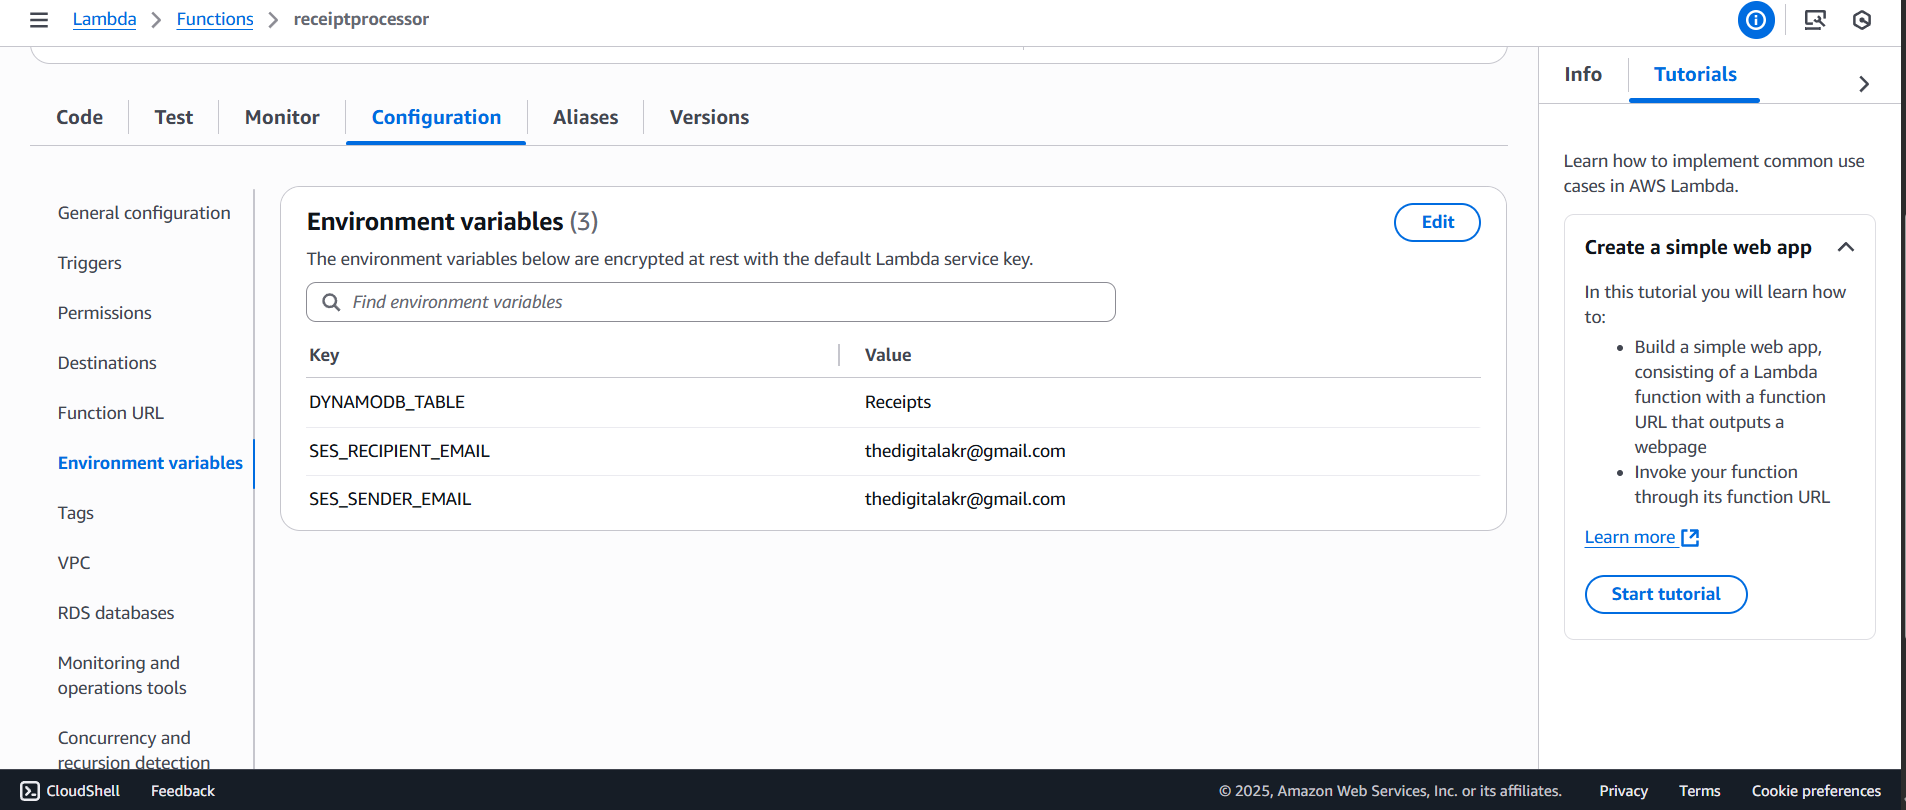 Lambda > Functions > receiptprocessor
Info
Tutorials
Code
Test
Monitor
Configuration
Aliases
Versions
General configuration
Triggers
Permissions
Destinations
Function URL
Environment variables
Tags
VPC
RDS databases
Monitoring and
operations tools
Concurrency and
recursion detection
Environment variables (3)
Edit
The environment variables below are encrypted at rest with the default Lambda service key.
Find environment variables
Key Value
DYNAMODB_TABLE Receipts
SES_RECIPIENT_EMAIL thedigitalakr@gmail.com
SES_SENDER_EMAIL thedigitalakr@gmail.com
Learn how to implement common use
cases in AWS Lambda.
Create a simple web app
In this tutorial you will learn how
to:
• Build a simple web app,
consisting of a Lambda
function with a function
URL that outputs a
webpage
• Invoke your function
through its function URL
Learn more
Start tutorial
CloudShell Feedback © 2025, Amazon Web Services, Inc. or its affiliates. Privacy Terms Cookie preferences